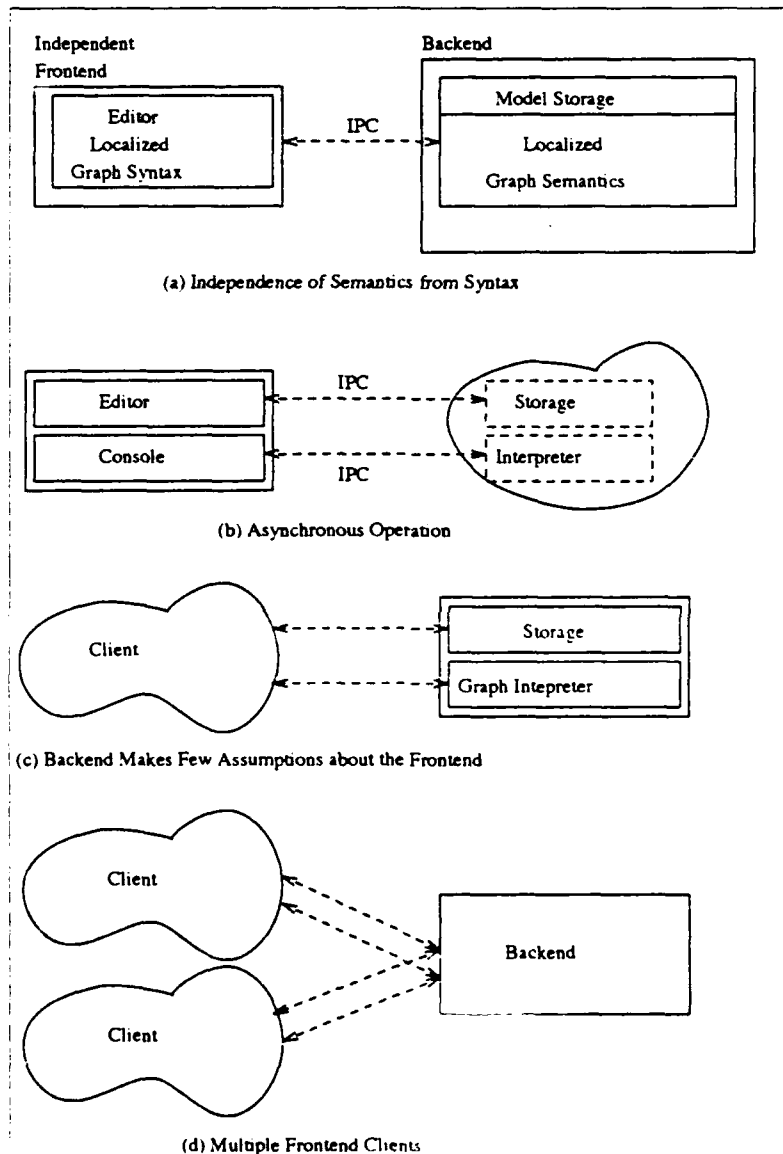 Independent
Frontend
Editor
Localized
Graph Syntax
IPC
Backend
Model Storage
Localized
Graph Semantics
(a) Independence of Semantics from Syntax
Editor
Console
IPC
IPC
Storage
Interpreter
(b) Asynchronous Operation
Client
Storage
Graph Intepreter
(c) Backend Makes Few Assumptions about the Frontend
Client
Client
Backend
(d) Multiple Frontend Clients